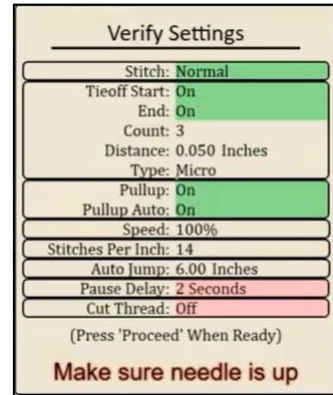 Verify Settings
Stitch: Normal
Tieoff Start: On
End: On
Count: 3
Distance: 0.050 Inches
Type: Micro
Pullup: On
Pullup Auto: On
Speed: 100%
Stitches Per Inch: 14
Auto Jump: 6.00 Inches
Pause Delay: 2 Seconds
Cut Thread: Off
(Press 'Proceed' When Ready)
Make sure needle is up